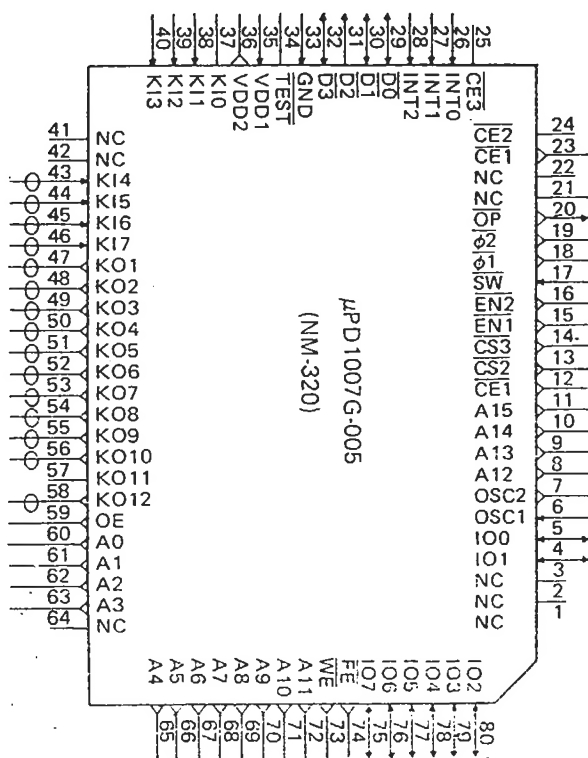 40 39 38 37 36 35 34 33 32 31 30 29 28 27 26 25
KI3 KI2 KI1 KI0 VDD2 VDD1 TEST GND D3 D2 D1 D0 INT2 INT1 INT0 CE3
41 NC
42 NC
43 KI4
44 KI5
45 KI6
46 KI7
47 KO1
48 KO2
49 KO3
50 KO4
51 KO5
52 KO6
53 KO7
54 KO8
55 KO9
56 KO10
57 KO11
58 KO12
59 OE
60 A0
61 A1
62 A2
63 A3
64 NC
μPD1007G-005
(NM-320)
CE2 24
CE1 23
NC 22
NC 21
OP 20
φ2 19
φ1 18
SW 17
EN2 16
EN1 15
CS3 14
CS2 13
CE1 12
A15 11
A14 10
A13 9
A12 8
OSC2 7
OSC1 6
IO0 5
IO1 4
NC 3
NC 2
NC 1
A4 A5 A6 A7 A8 A9 A10 A11 WE FE IO7 IO6 IO5 IO4 IO3 IO2
65 66 67 68 69 70 71 72 73 74 75 76 77 78 79 80